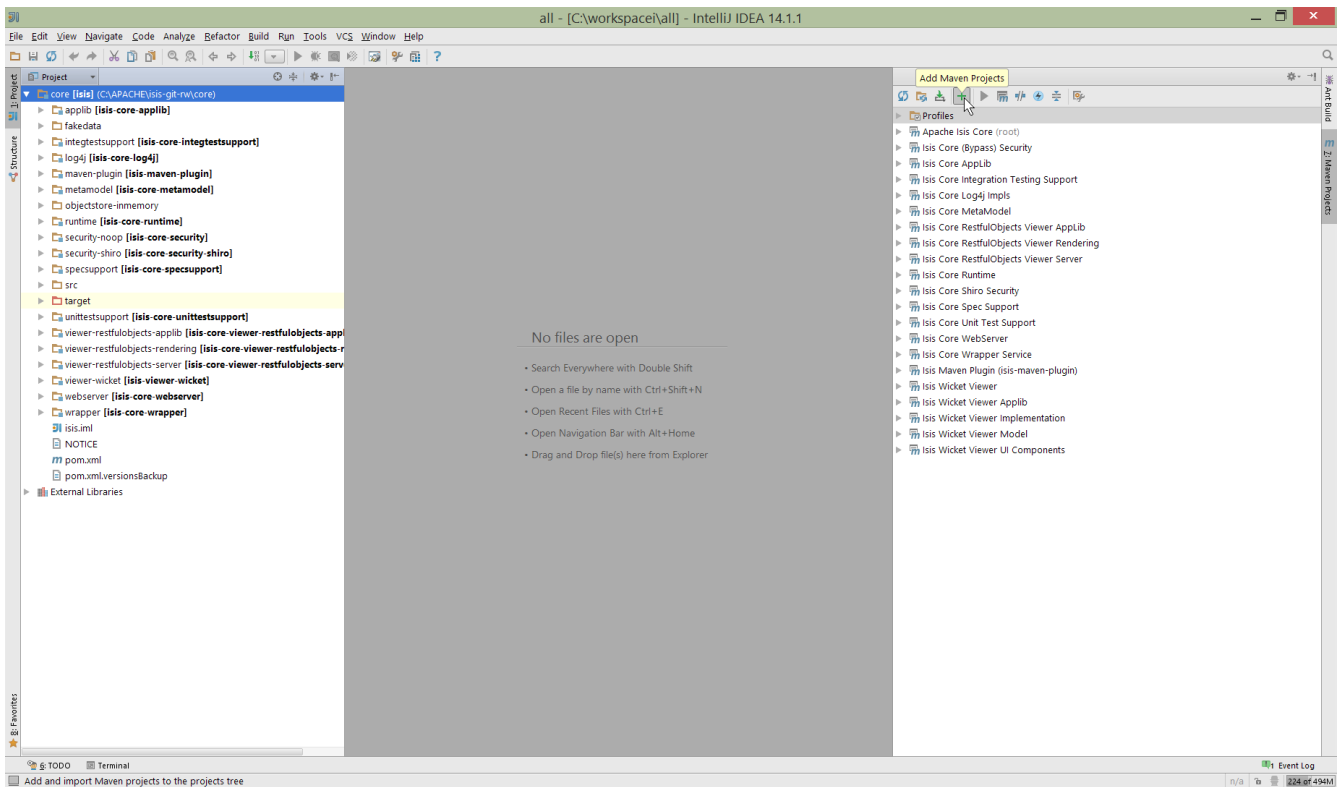 all - [C:\workspacei\all] - IntelliJ IDEA 14.1.1
File Edit View Navigate Code Analyze Refactor Build Run Tools VCS Window Help
1: Project
Structure
8: Favorites
Project
core [isis] (C:\APACHE\isis-git-rw\core)
applib [isis-core-applib]
fakedata
integtestsupport [isis-core-integtestsupport]
log4j [isis-core-log4j]
maven-plugin [isis-maven-plugin]
metamodel [isis-core-metamodel]
objectstore-inmemory
runtime [isis-core-runtime]
security-noop [isis-core-security]
security-shiro [isis-core-security-shiro]
specsupport [isis-core-specsupport]
src
target
unittestsupport [isis-core-unittestsupport]
viewer-restfulobjects-applib [isis-core-viewer-restfulobjects-appl
viewer-restfulobjects-rendering [isis-core-viewer-restfulobjects-r
viewer-restfulobjects-server [isis-core-viewer-restfulobjects-serv
viewer-wicket [isis-viewer-wicket]
webserver [isis-core-webserver]
wrapper [isis-core-wrapper]
isis.iml
NOTICE
pom.xml
pom.xml.versionsBackup
External Libraries
No files are open
• Search Everywhere with Double Shift
• Open a file by name with Ctrl+Shift+N
• Open Recent Files with Ctrl+E
• Open Navigation Bar with Alt+Home
• Drag and Drop file(s) here from Explorer
Add Maven Projects
Profiles
Apache Isis Core (root)
Isis Core (Bypass) Security
Isis Core AppLib
Isis Core Integration Testing Support
Isis Core Log4j Impls
Isis Core MetaModel
Isis Core RestfulObjects Viewer AppLib
Isis Core RestfulObjects Viewer Rendering
Isis Core RestfulObjects Viewer Server
Isis Core Runtime
Isis Core Shiro Security
Isis Core Spec Support
Isis Core Unit Test Support
Isis Core WebServer
Isis Core Wrapper Service
Isis Maven Plugin (isis-maven-plugin)
Isis Wicket Viewer
Isis Wicket Viewer Applib
Isis Wicket Viewer Implementation
Isis Wicket Viewer Model
Isis Wicket Viewer UI Components
Ant Build
7: Maven Projects
6: TODO Terminal
1 Event Log
Add and import Maven projects to the projects tree
n/a
224 of 494M